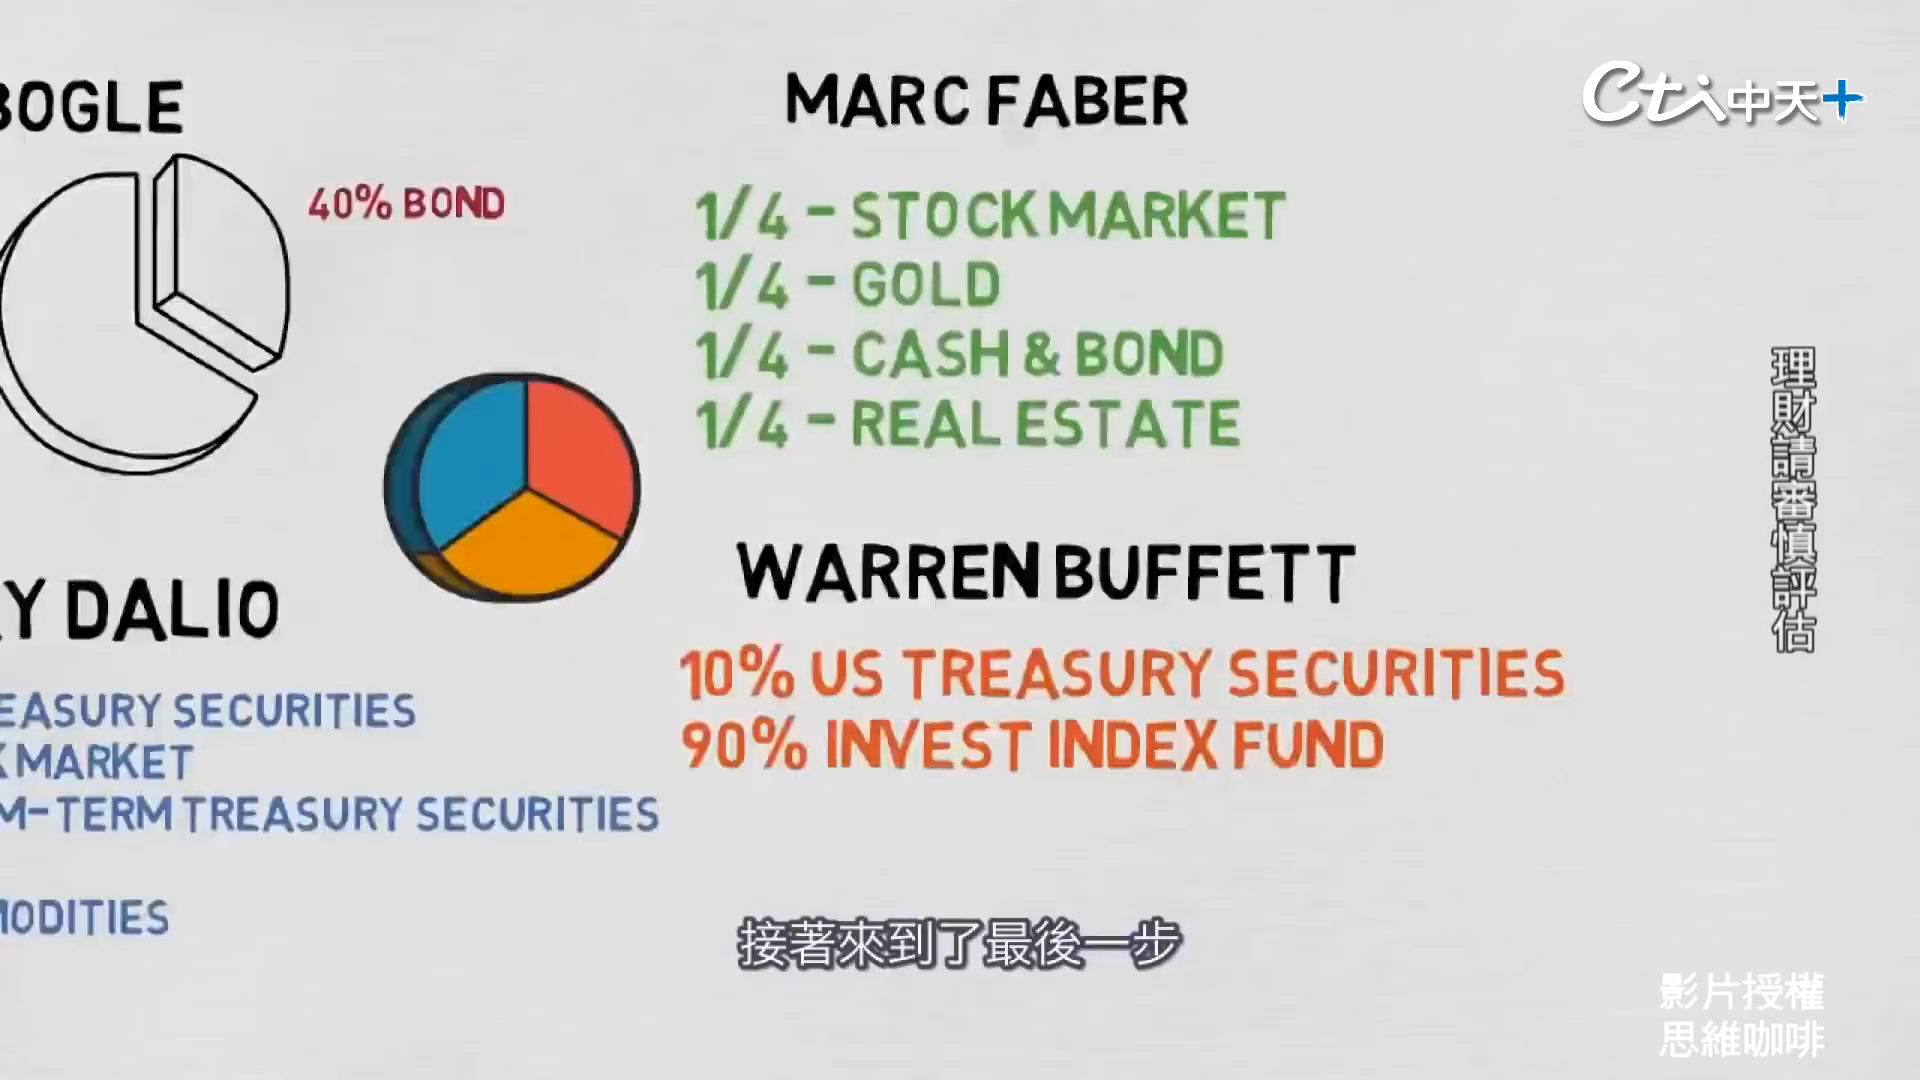 BOGLE
40% BOND
MARC FABER
1/4 - STOCK MARKET
1/4 - GOLD
1/4 - CASH & BOND
1/4 - REAL ESTATE
Cti中天+
理財請審慎評估
Y DALIO
EASURY SECURITIES
K MARKET
M-TERM TREASURY SECURITIES
MODITIES
WARREN BUFFETT
10% US TREASURY SECURITIES
90% INVEST INDEX FUND
接著來到了最後一步
影片授權
思維咖啡